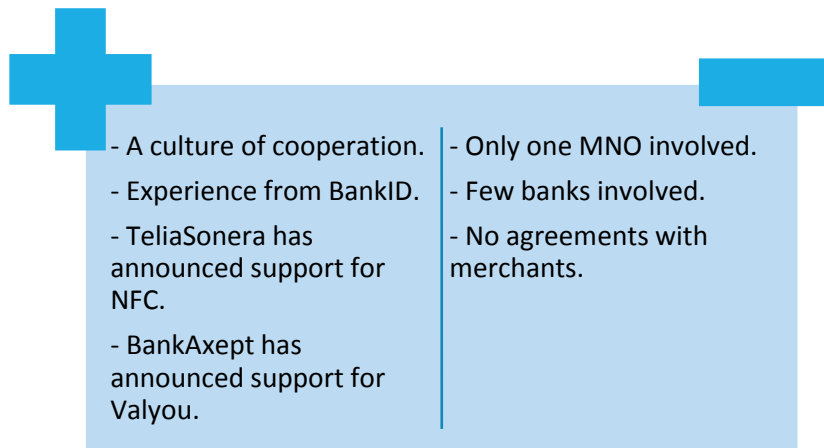 - A culture of cooperation.
- Experience from BankID.
- TeliaSonera has
announced support for
NFC.
- BankAxept has
announced support for
Valyou.
- Only one MNO involved.
- Few banks involved.
- No agreements with
merchants.